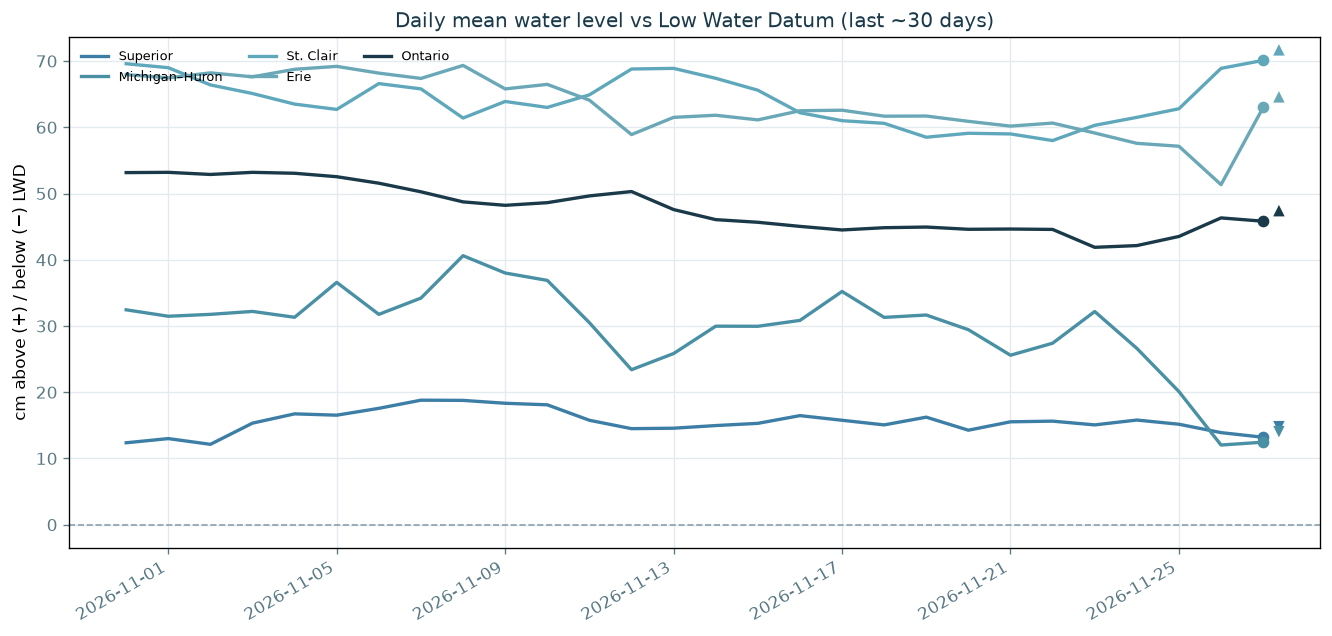 Daily mean water level vs Low Water Datum (last ~30 days)
Superior
Michigan-Huron
St. Clair
Erie
Ontario
cm above (+) / below (−) LWD
70
60
50
40
30
20
10
0
2026-11-01
2026-11-05
2026-11-09
2026-11-13
2026-11-17
2026-11-21
2026-11-25